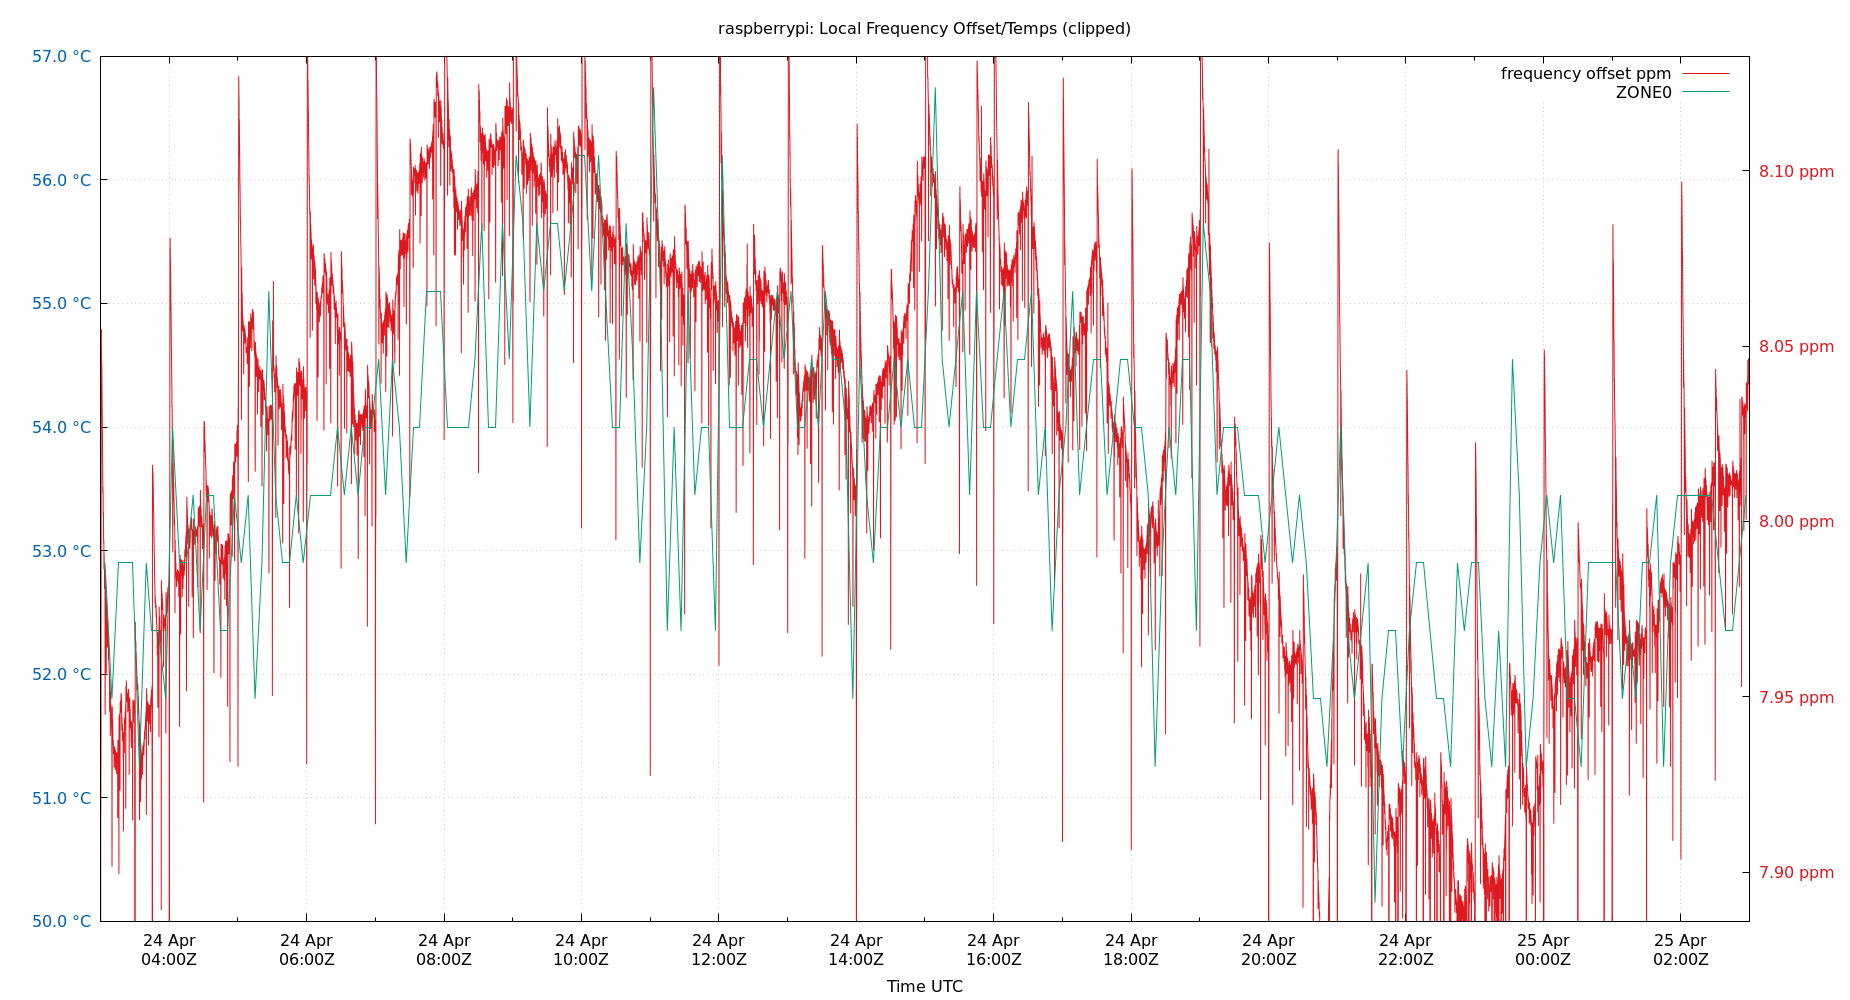 raspberrypi: Local Frequency Offset/Temps (clipped)
frequency offset ppm
ZONE0
57.0 °C
56.0 °C
55.0 °C
54.0 °C
53.0 °C
52.0 °C
51.0 °C
50.0 °C
8.10 ppm
8.05 ppm
8.00 ppm
7.95 ppm
7.90 ppm
24 Apr
04:00Z
24 Apr
06:00Z
24 Apr
08:00Z
24 Apr
10:00Z
24 Apr
12:00Z
24 Apr
14:00Z
24 Apr
16:00Z
24 Apr
18:00Z
24 Apr
20:00Z
24 Apr
22:00Z
25 Apr
00:00Z
25 Apr
02:00Z
Time UTC